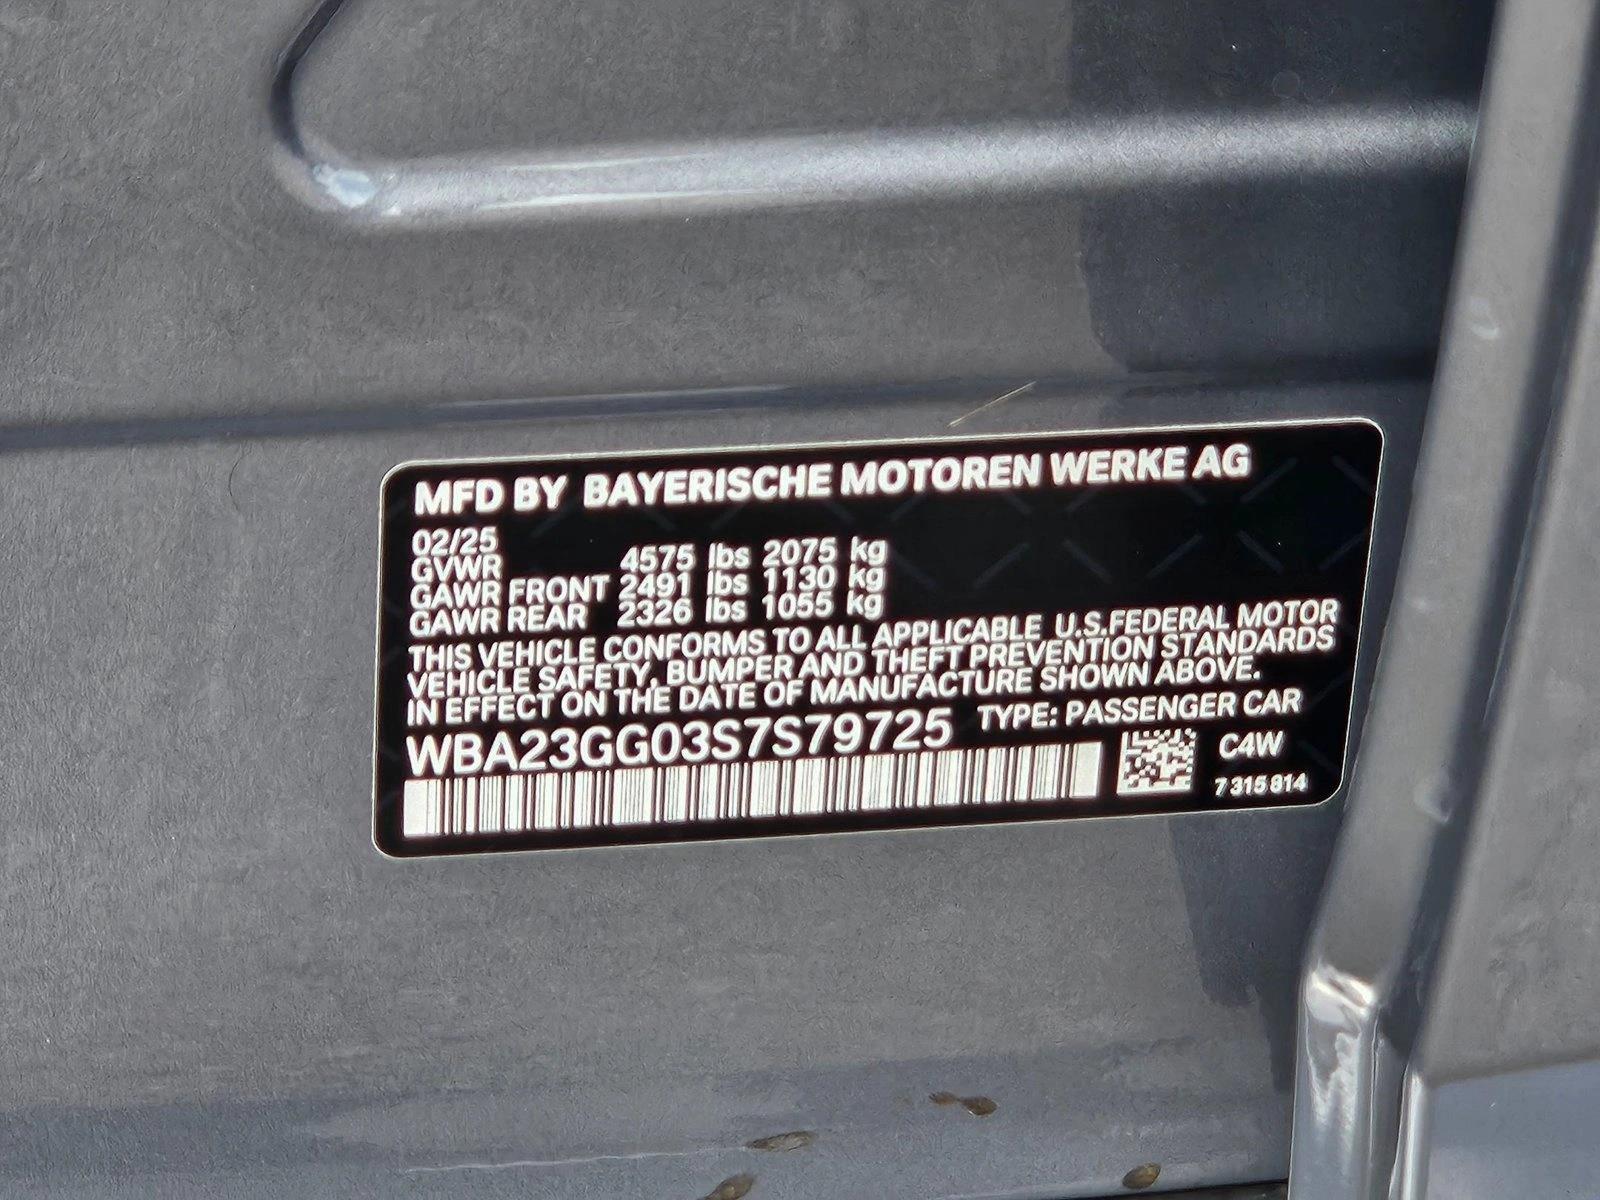 MFD BY BAYERISCHE MOTOREN WERKE AG
02/25
GVWR 4575 lbs 2075 kg
GAWR FRONT 2491 lbs 1130 kg
GAWR REAR 2326 lbs 1055 kg
THIS VEHICLE CONFORMS TO ALL APPLICABLE U.S.FEDERAL MOTOR
VEHICLE SAFETY, BUMPER AND THEFT PREVENTION STANDARDS
IN EFFECT ON THE DATE OF MANUFACTURE SHOWN ABOVE.
WBA23GG03S7S79725 TYPE: PASSENGER CAR
C4W
7 315 814